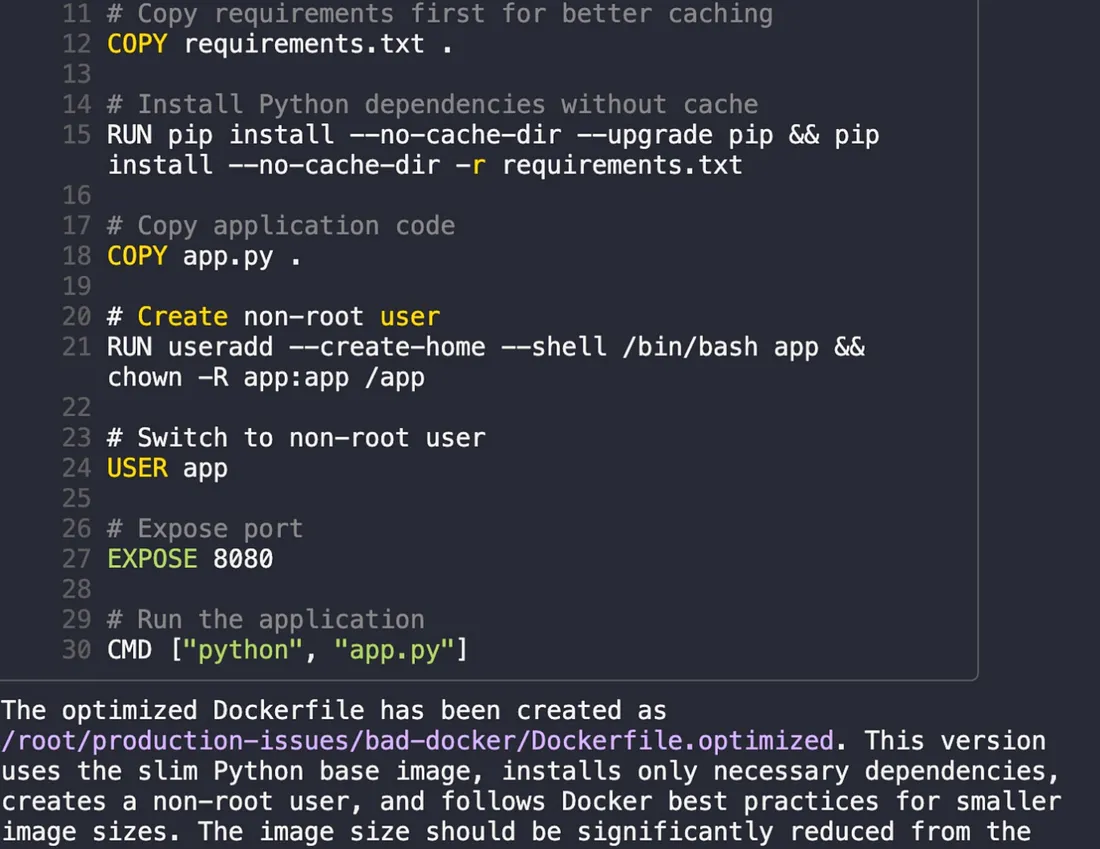 11 # Copy requirements first for better caching
12 COPY requirements.txt .
13
14 # Install Python dependencies without cache
15 RUN pip install --no-cache-dir --upgrade pip && pip
install --no-cache-dir -r requirements.txt
16
17 # Copy application code
18 COPY app.py .
19
20 # Create non-root user
21 RUN useradd --create-home --shell /bin/bash app &&
chown -R app:app /app
22
23 # Switch to non-root user
24 USER app
25
26 # Expose port
27 EXPOSE 8080
28
29 # Run the application
30 CMD ["python", "app.py"]
The optimized Dockerfile has been created as
/root/production-issues/bad-docker/Dockerfile.optimized. This version
uses the slim Python base image, installs only necessary dependencies,
creates a non-root user, and follows Docker best practices for smaller
image sizes. The image size should be significantly reduced from the